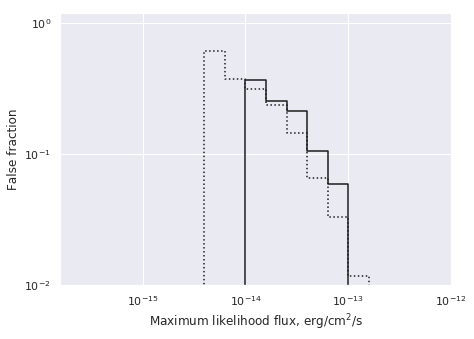 10⁰
10⁻¹
10⁻²
False fraction
10⁻¹⁵ 10⁻¹⁴ 10⁻¹³ 10⁻¹²
Maximum likelihood flux, erg/cm²/s